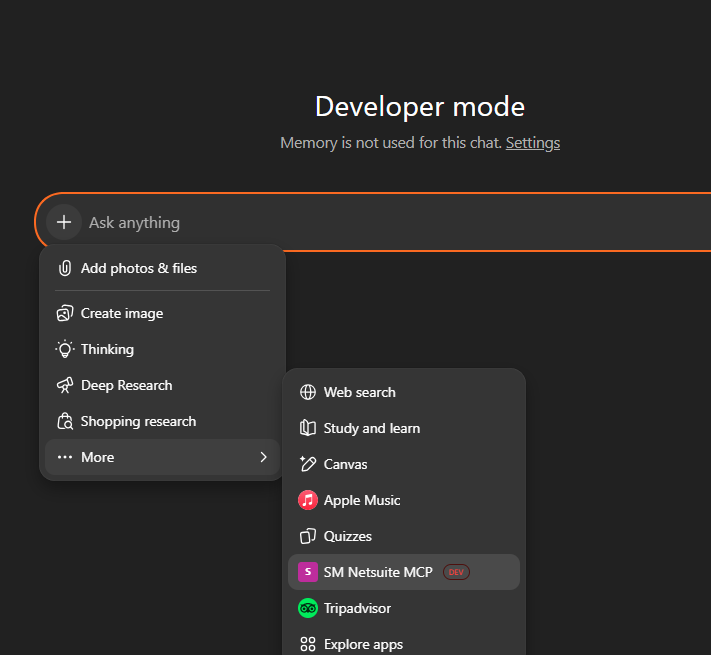 Developer mode
Memory is not used for this chat. Settings
Ask anything
Add photos & files
Create image
Thinking
Deep Research
Shopping research
More
Web search
Study and learn
Canvas
Apple Music
Quizzes
S SM Netsuite MCP DEV
Tripadvisor
Explore apps